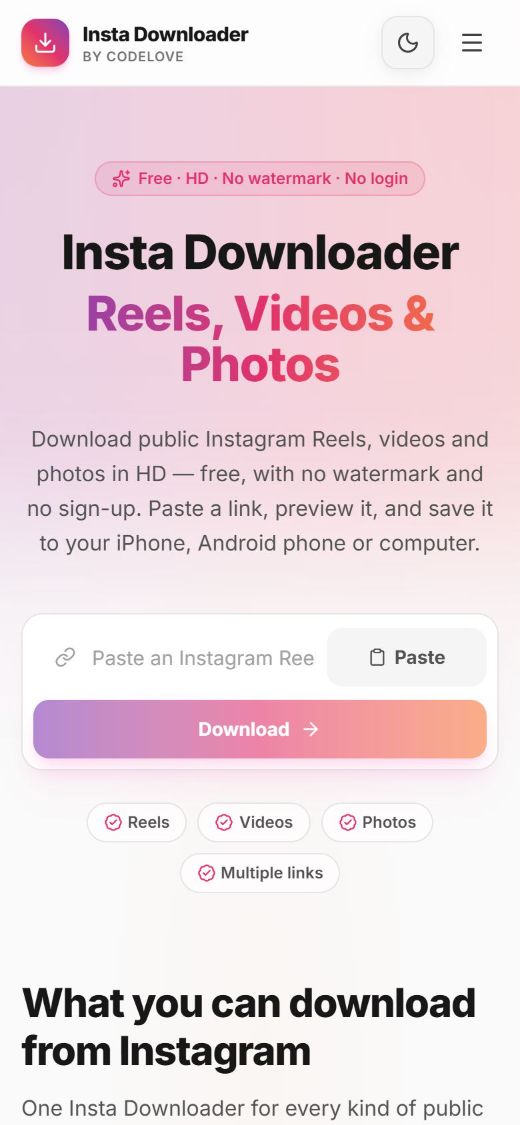 Insta Downloader
BY CODELOVE
Free · HD · No watermark · No login
Insta Downloader
Reels, Videos &
Photos
Download public Instagram Reels, videos and
photos in HD — free, with no watermark and
no sign-up. Paste a link, preview it, and save it
to your iPhone, Android phone or computer.
Paste an Instagram Ree
Paste
Download
Reels
Videos
Photos
Multiple links
What you can download
from Instagram
One Insta Downloader for every kind of public